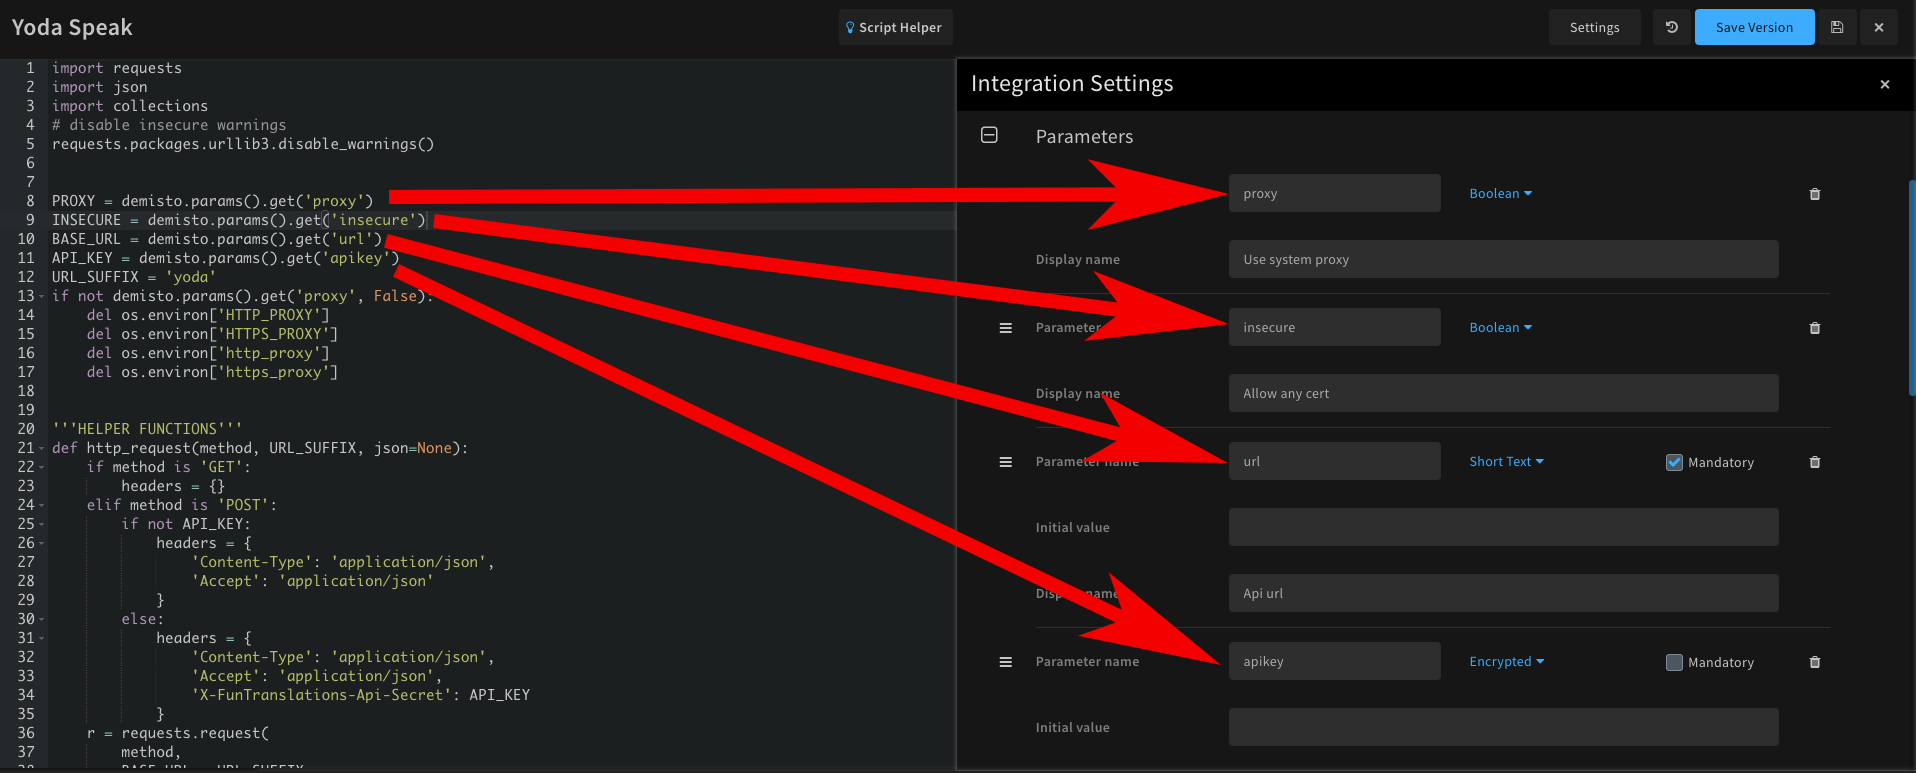 Yoda Speak
Script Helper
Settings
Save Version
1 import requests
2 import json
3 import collections
4 # disable insecure warnings
5 requests.packages.urllib3.disable_warnings()
6
7
8 PROXY = demisto.params().get('proxy')
9 INSECURE = demisto.params().get('insecure')
10 BASE_URL = demisto.params().get('url')
11 API_KEY = demisto.params().get('apikey')
12 URL_SUFFIX = 'yoda'
13 if not demisto.params().get('proxy', False):
14 del os.environ['HTTP_PROXY']
15 del os.environ['HTTPS_PROXY']
16 del os.environ['http_proxy']
17 del os.environ['https_proxy']
18
19
20 '''HELPER FUNCTIONS'''
21 def http_request(method, URL_SUFFIX, json=None):
22 if method is 'GET':
23 headers = {}
24 elif method is 'POST':
25 if not API_KEY:
26 headers = {
27 'Content-Type': 'application/json',
28 'Accept': 'application/json'
29 }
30 else:
31 headers = {
32 'Content-Type': 'application/json',
33 'Accept': 'application/json',
34 'X-FunTranslations-Api-Secret': API_KEY
35 }
36 r = requests.request(
37 method,
Integration Settings
Parameters
proxy Boolean
Display name Use system proxy
Parameter insecure Boolean
Display name Allow any cert
Parameter name url Short Text Mandatory
Initial value
Display name Api url
Parameter name apikey Encrypted Mandatory
Initial value